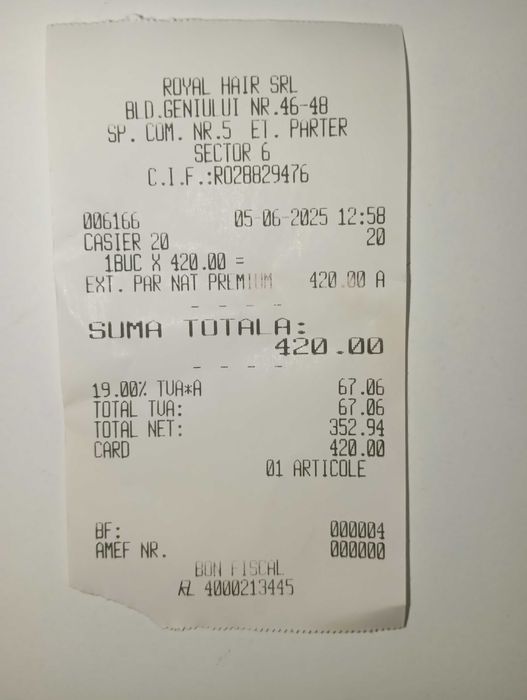 ROYAL HAIR SRL
BLD.GENIULUI NR.46-48
SP. COM. NR.5 ET. PARTER
SECTOR 6
C.I.F.:RO28829476
006166 05-06-2025 12:58
CASIER 20 20
1BUC X 420.00 =
EXT. PAR NAT PREMIUM 420.00 A
- - - -
SUMA TOTALA:
420.00
- - - -
19.00% TVA*A 67.06
TOTAL TVA: 67.06
TOTAL NET: 352.94
CARD 420.00
01 ARTICOLE
BF: 000004
AMEF NR. 000000
BON FISCAL
RL 4000213445